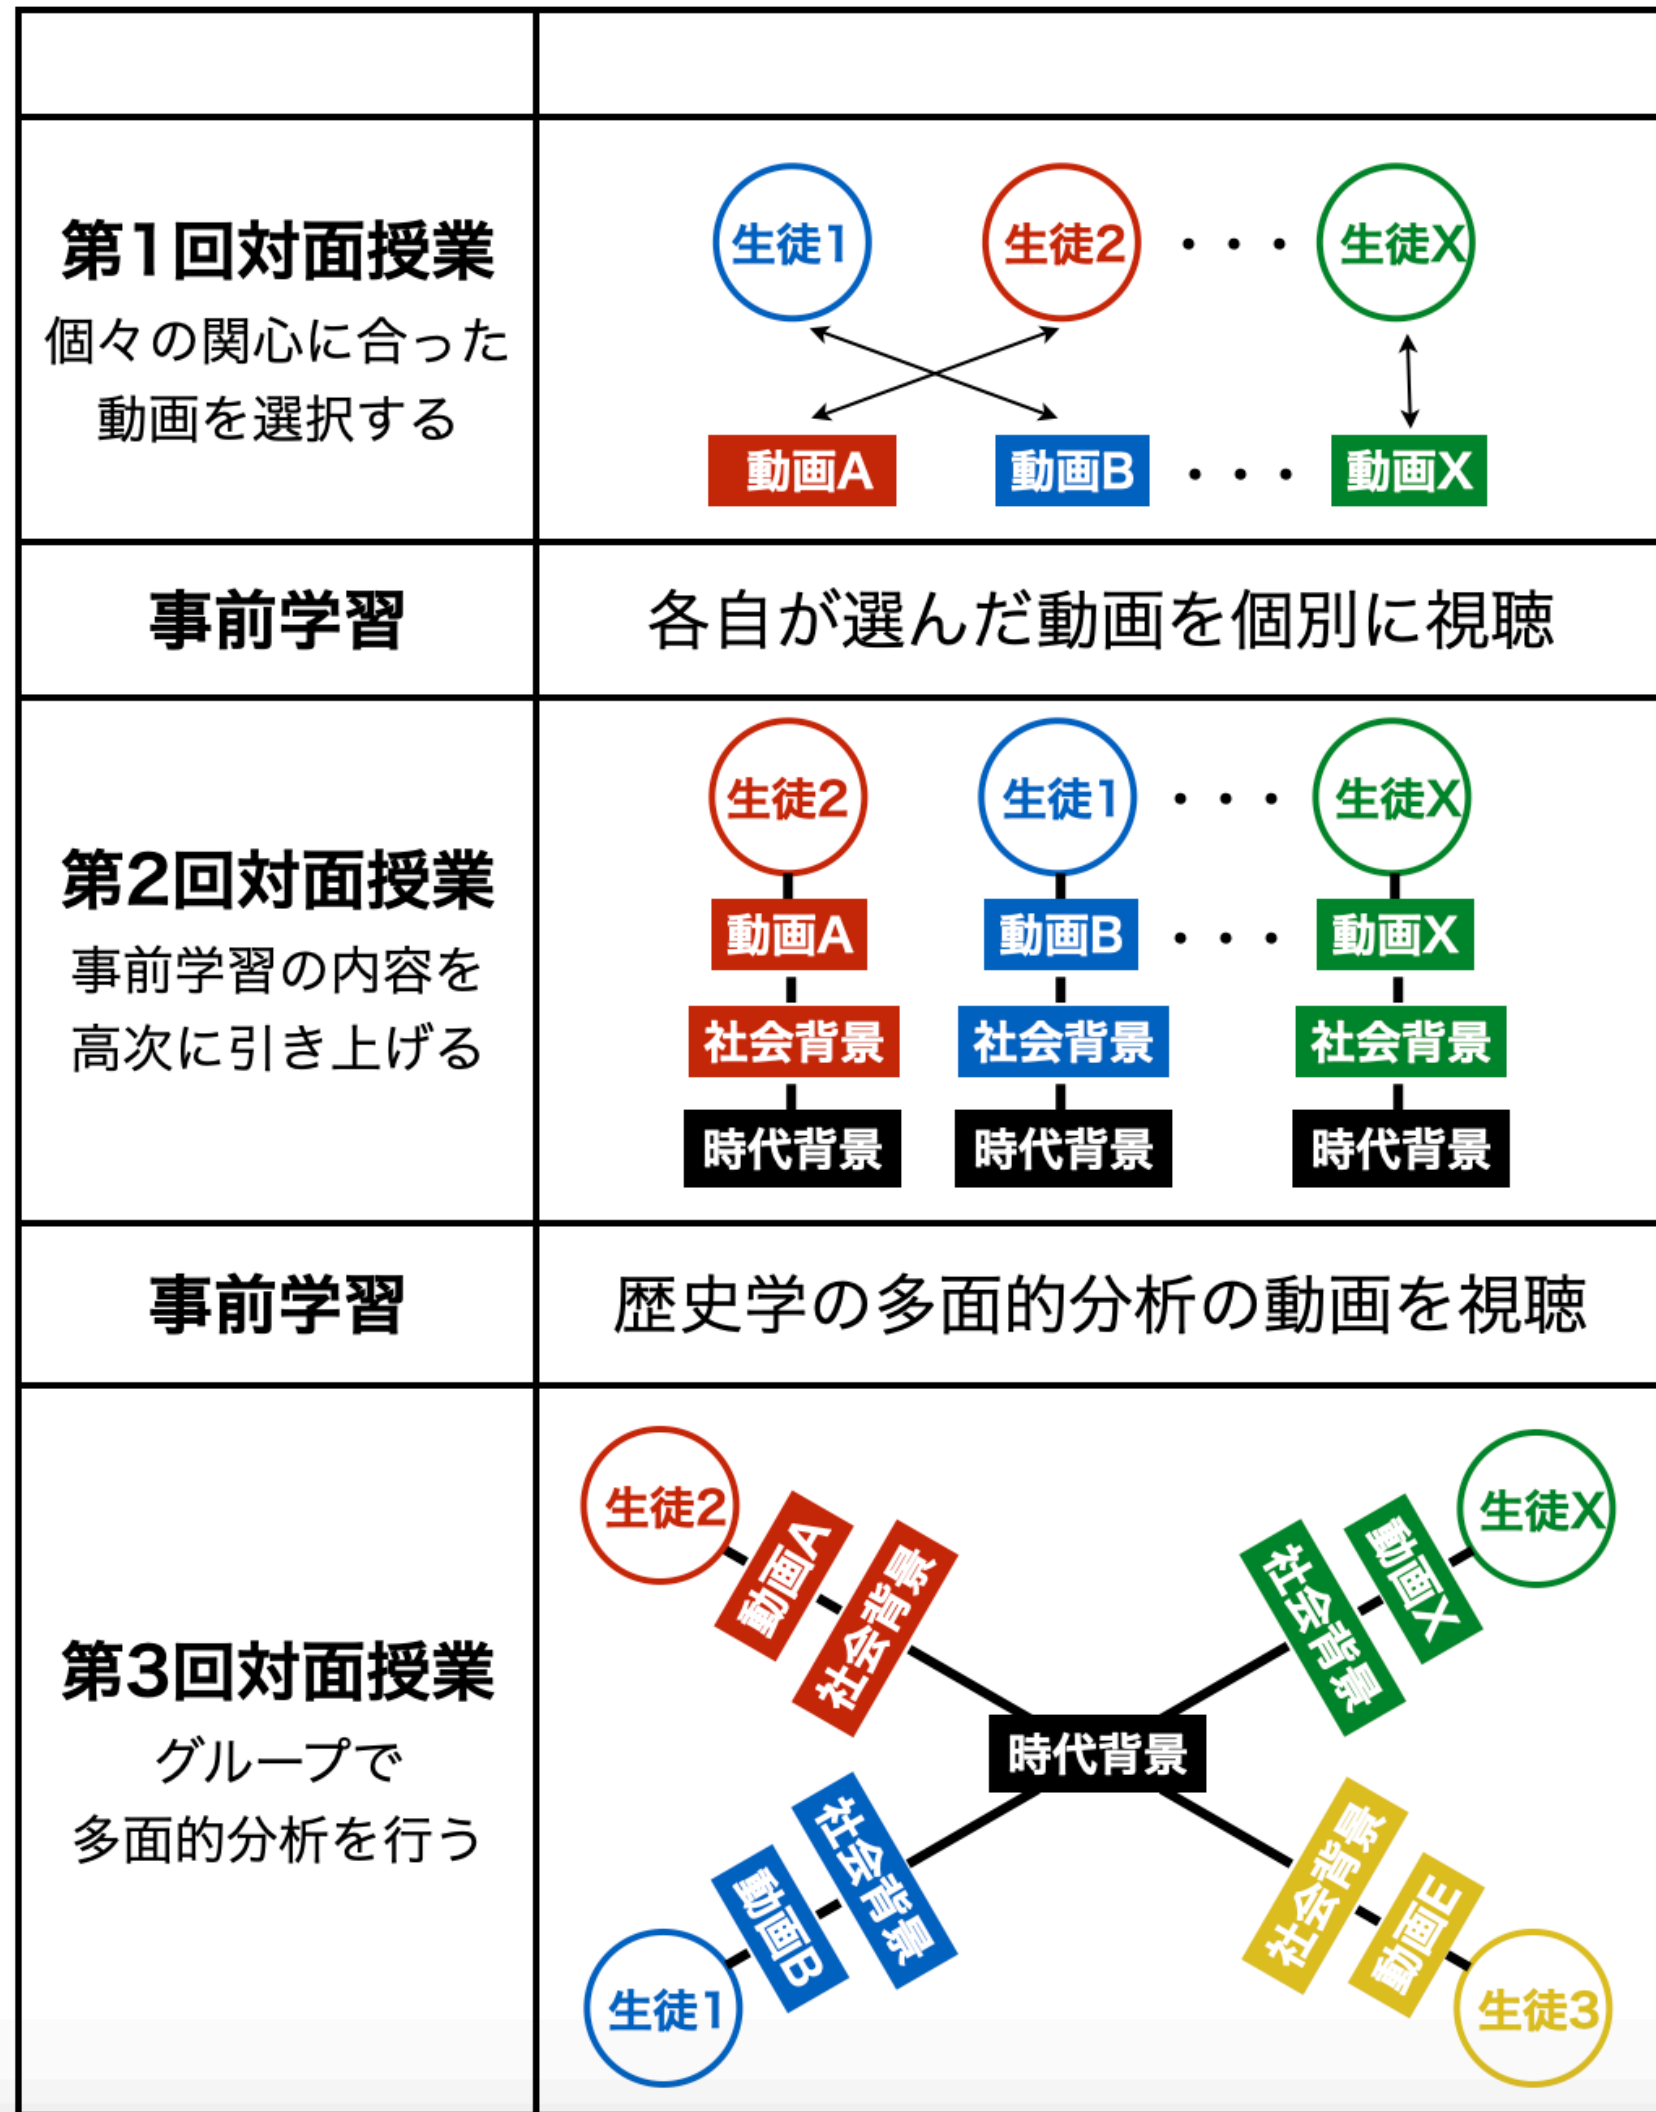 第1回対面授業
個々の関心に合った
動画を選択する
生徒1
生徒2
・・・
生徒X
動画A
動画B
・・・
動画X
事前学習
各自が選んだ動画を個別に視聴
第2回対面授業
事前学習の内容を
高次に引き上げる
生徒2
生徒1
・・・
生徒X
動画A
動画B
・・・
動画X
社会背景
社会背景
社会背景
時代背景
時代背景
時代背景
事前学習
歴史学の多面的分析の動画を視聴
第3回対面授業
グループで
多面的分析を行う
生徒2
動画A
社会背景
社会背景
動画X
生徒X
時代背景
生徒1
動画B
社会背景
社会背景
動画E
生徒3